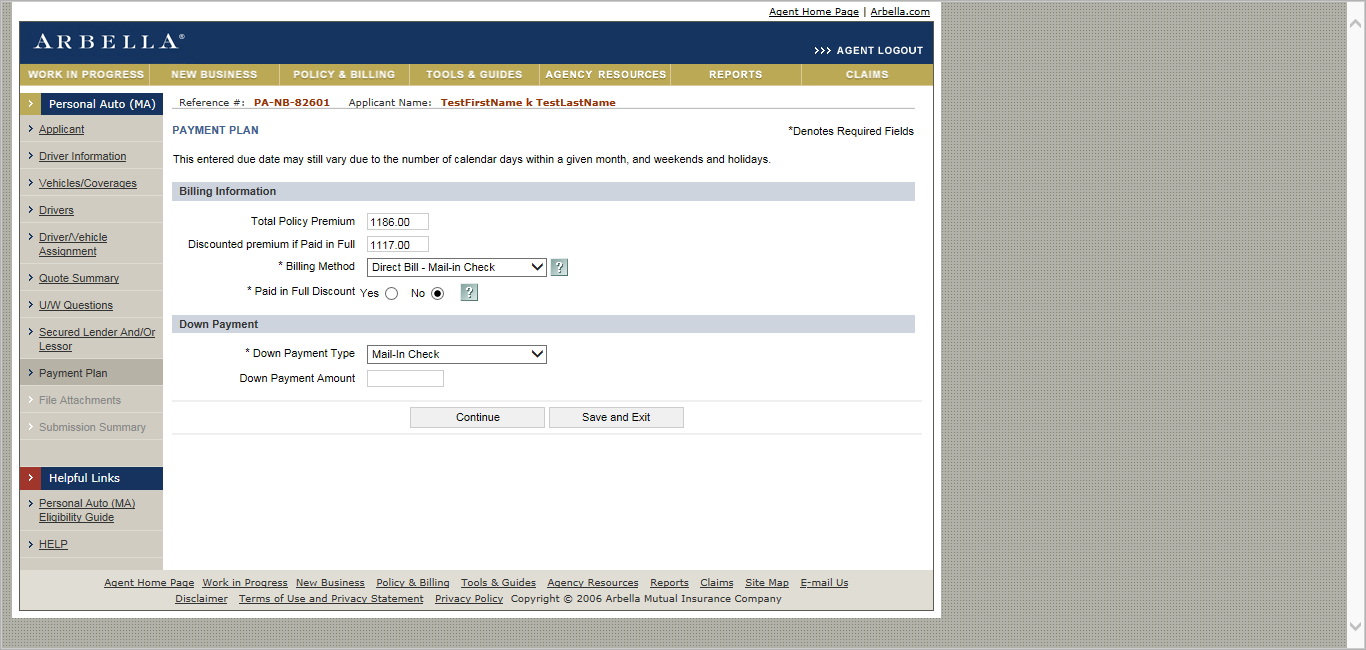 Agent Home Page | Arbella.com
ARBELLA®
>>> AGENT LOGOUT
WORK IN PROGRESS NEW BUSINESS POLICY & BILLING TOOLS & GUIDES AGENCY RESOURCES REPORTS CLAIMS
Personal Auto (MA)
Applicant
Driver Information
Vehicles/Coverages
Drivers
Driver/Vehicle
Assignment
Quote Summary
U/W Questions
Secured Lender And/Or
Lessor
Payment Plan
File Attachments
Submission Summary
Helpful Links
Personal Auto (MA)
Eligibility Guide
HELP
Reference #: PA-NB-82601 Applicant Name: TestFirstName k TestLastName
PAYMENT PLAN
*Denotes Required Fields
This entered due date may still vary due to the number of calendar days within a given month, and weekends and holidays.
Billing Information
Total Policy Premium 1186.00
Discounted premium if Paid in Full 1117.00
* Billing Method Direct Bill - Mail-in Check ?
* Paid in Full Discount Yes No ?
Down Payment
* Down Payment Type Mail-In Check
Down Payment Amount
Continue Save and Exit
Agent Home Page Work in Progress New Business Policy & Billing Tools & Guides Agency Resources Reports Claims Site Map E-mail Us
Disclaimer Terms of Use and Privacy Statement Privacy Policy Copyright © 2006 Arbella Mutual Insurance Company